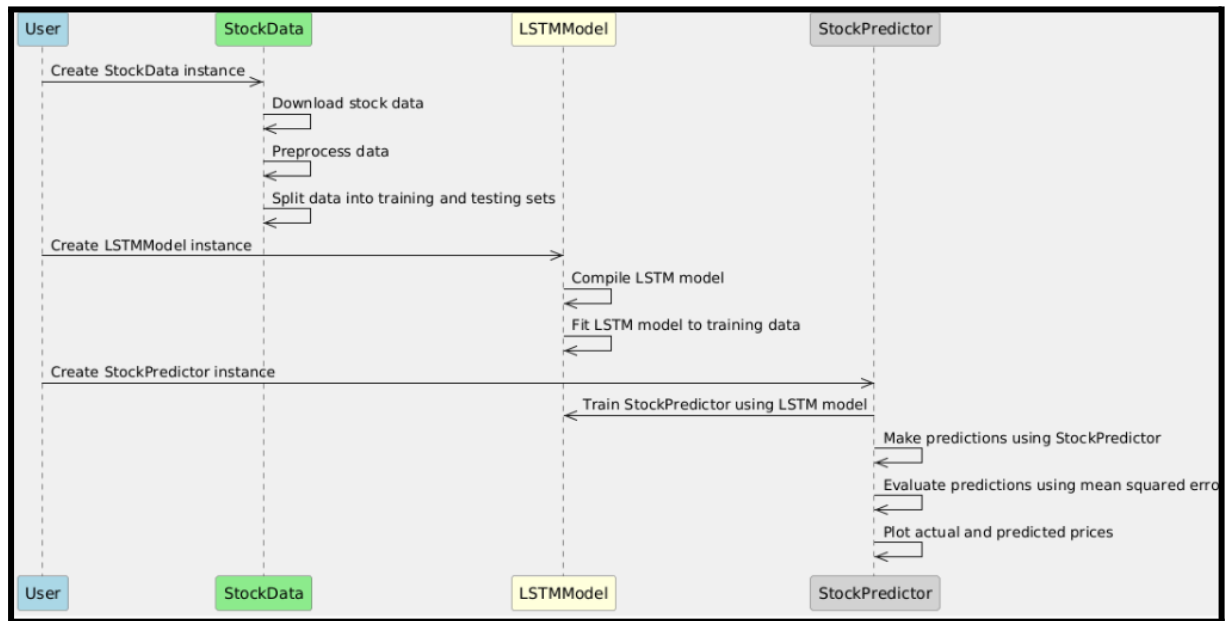 User StockData LSTMModel StockPredictor
Create StockData instance
Download stock data
Preprocess data
Split data into training and testing sets
Create LSTMModel instance
Compile LSTM model
Fit LSTM model to training data
Create StockPredictor instance
Train StockPredictor using LSTM model
Make predictions using StockPredictor
Evaluate predictions using mean squared erro
Plot actual and predicted prices
User StockData LSTMModel StockPredictor